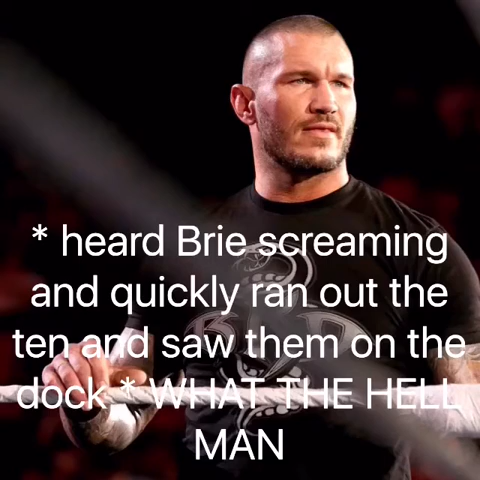 * heard Brie screaming
and quickly ran out the
ten and saw them on the
dock * WHAT THE HELL
MAN